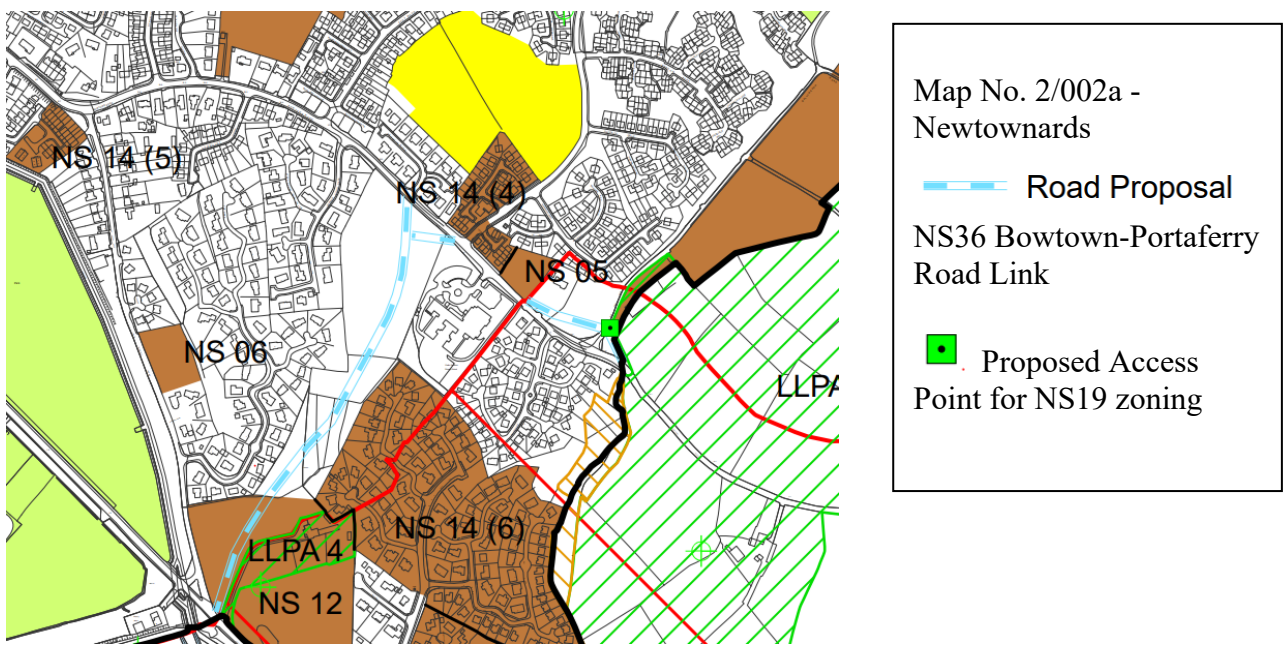 NS 14 (5)
NS 14 (4)
NS 05
NS 06
LLPA
NS 14 (6)
LLPA 4
NS 12
Map No. 2/002a -
Newtownards
Road Proposal
NS36 Bowtown-Portaferry
Road Link
Proposed Access
Point for NS19 zoning